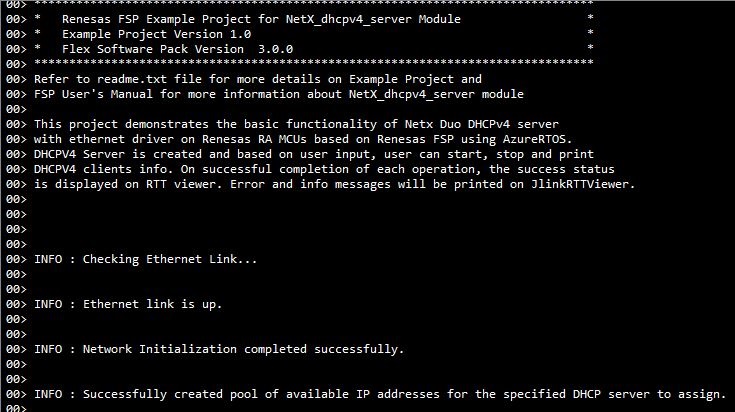 00> *******************************************************************************
00> *   Renesas FSP Example Project for NetX_dhcpv4_server Module                 *
00> *   Example Project Version 1.0                                               *
00> *   Flex Software Pack Version  3.0.0                                         *
00> *******************************************************************************
00> Refer to readme.txt file for more details on Example Project and
00> FSP User's Manual for more information about NetX_dhcpv4_server module
00>
00> This project demonstrates the basic functionality of Netx Duo DHCPv4 server
00> with ethernet driver on Renesas RA MCUs based on Renesas FSP using AzureRTOS.
00> DHCPV4 Server is created and based on user input, user can start, stop and print
00> DHCPV4 clients info. On successful completion of each operation, the success status
00> is displayed on RTT viewer. Error and info messages will be printed on JlinkRTTViewer.
00>
00>
00>
00>
00> INFO : Checking Ethernet Link...
00>
00>
00> INFO : Ethernet link is up.
00>
00>
00> INFO : Network Initialization completed successfully.
00>
00>
00> INFO : Successfully created pool of available IP addresses for the specified DHCP server to assign.
00>